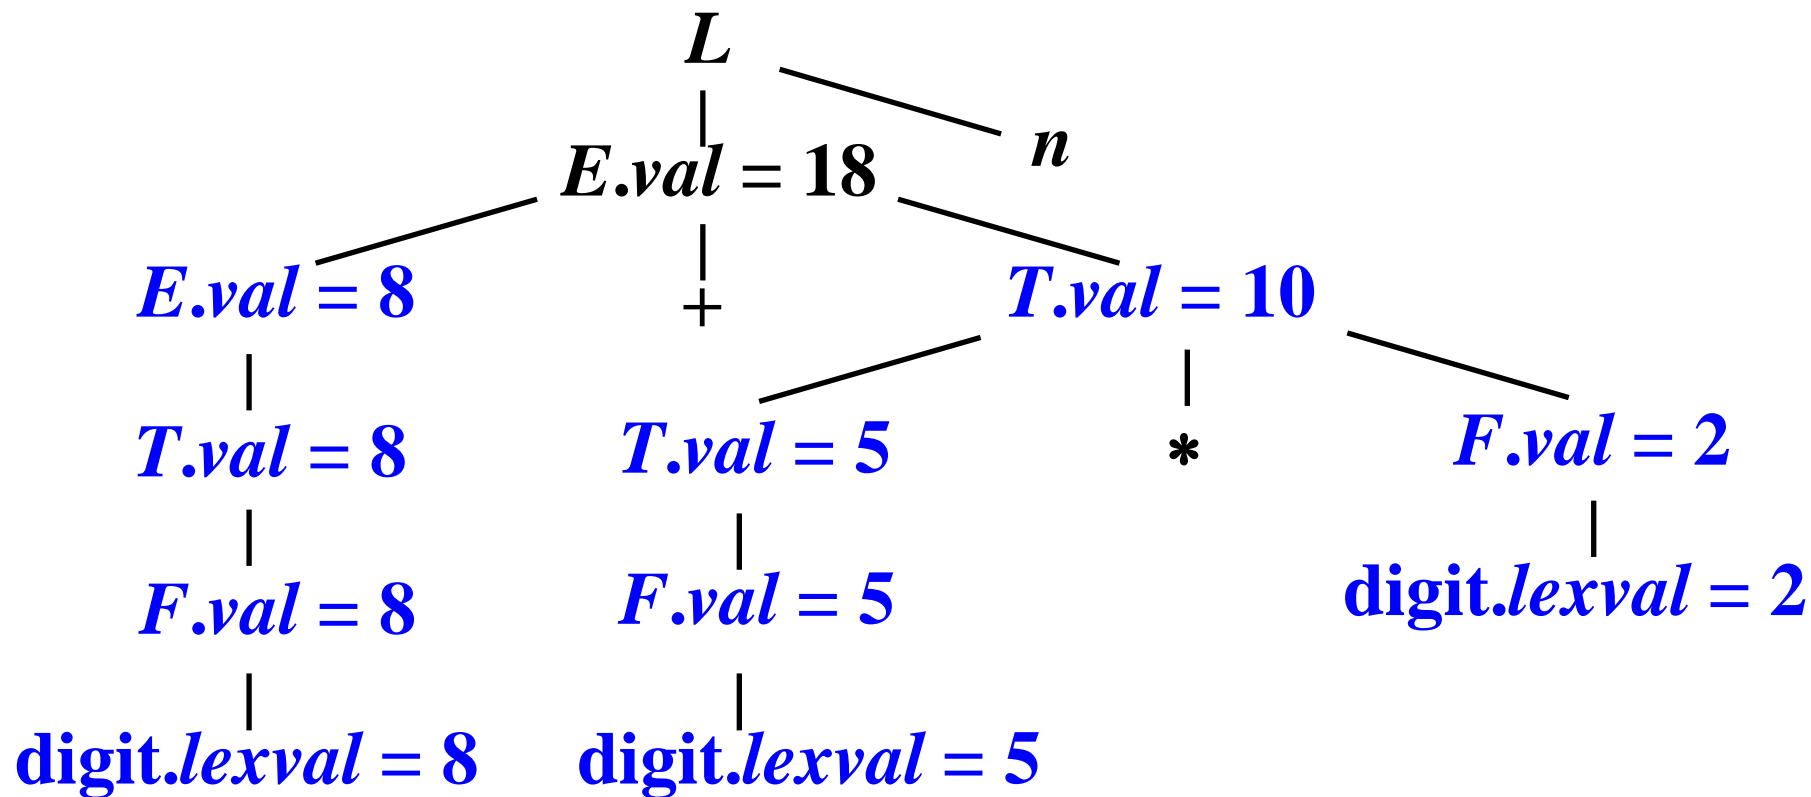 L
n
E.val = 18
E.val = 8 + T.val = 10
T.val = 8 T.val = 5 * F.val = 2
F.val = 8 F.val = 5 digit.lexval = 2
digit.lexval = 8 digit.lexval = 5